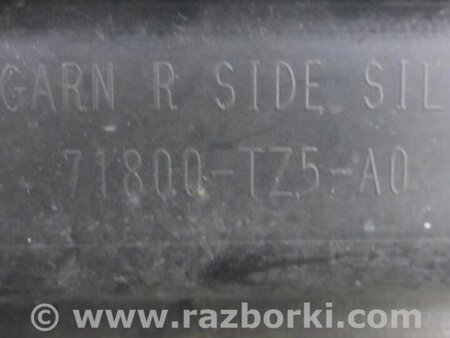 GARN R SIDE SIL
71800-TZ5-A0
© www.razborki.com/